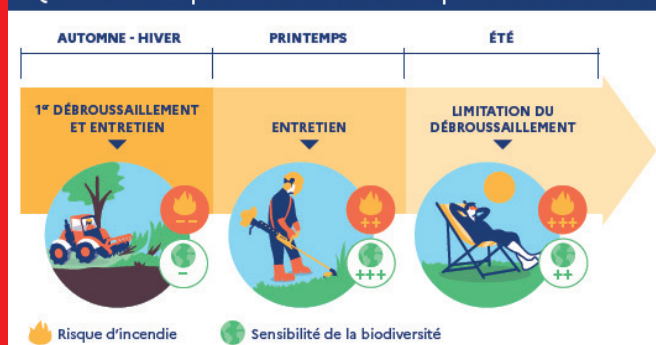 AUTOMNE - HIVER
PRINTEMPS
ÉTÉ
1er DÉBROUSSAILLEMENT
ET ENTRETIEN
ENTRETIEN
LIMITATION DU
DÉBROUSSAILLEMENT
--
-
++
+++
+++
++
Risque d'incendie
Sensibilité de la biodiversité